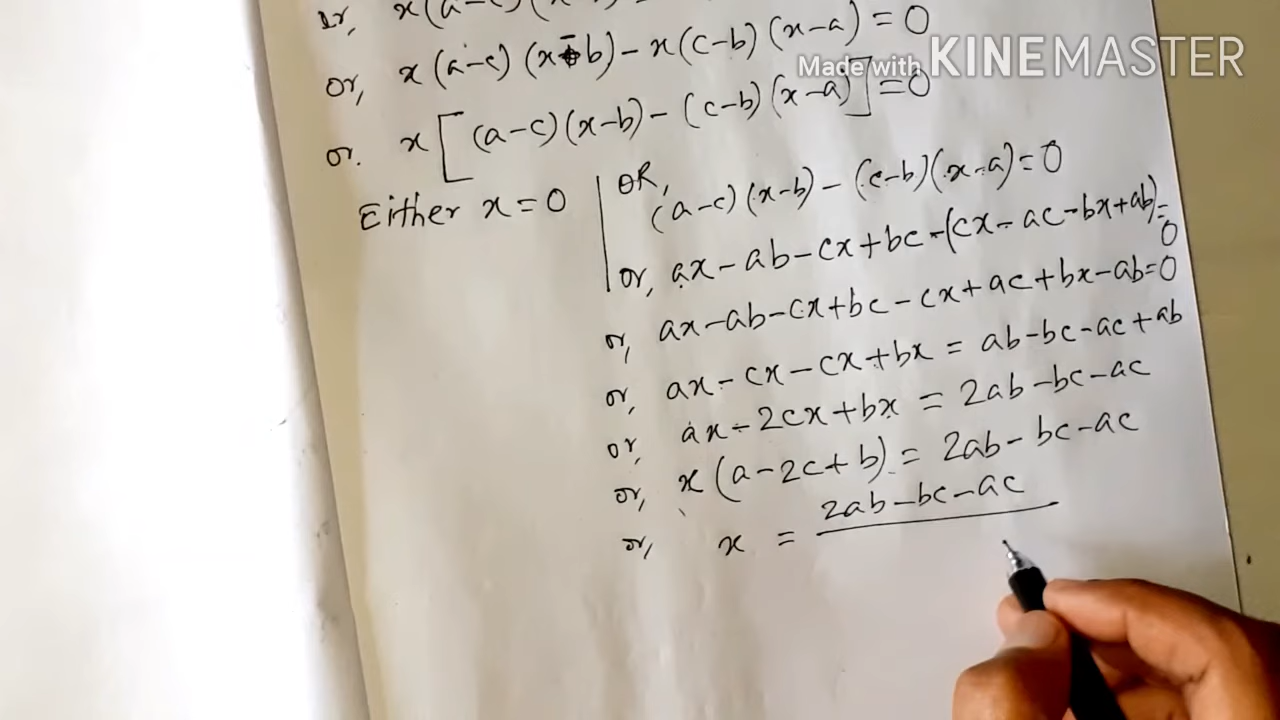 or, x(a-c)(x
or, x(a-c)(x-b)-x(c-b)(x-a)=0
Made with KINEMASTER
or. x[(a-c)(x-b)-(c-b)(x-a)]=0
Either x=0
OR,
(a-c)(x-b)-(c-b)(x-a)=0
or, ax-ab-cx+bc-(cx-ac-bx+ab)=0
or, ax-ab-cx+bc-cx+ac+bx-ab=0
or, ax-cx-cx+bx = ab-bc-ac+ab
or, ax-2cx+bx = 2ab-bc-ac
or, x(a-2c+b) = 2ab-bc-ac
or, x = 2ab-bc-ac